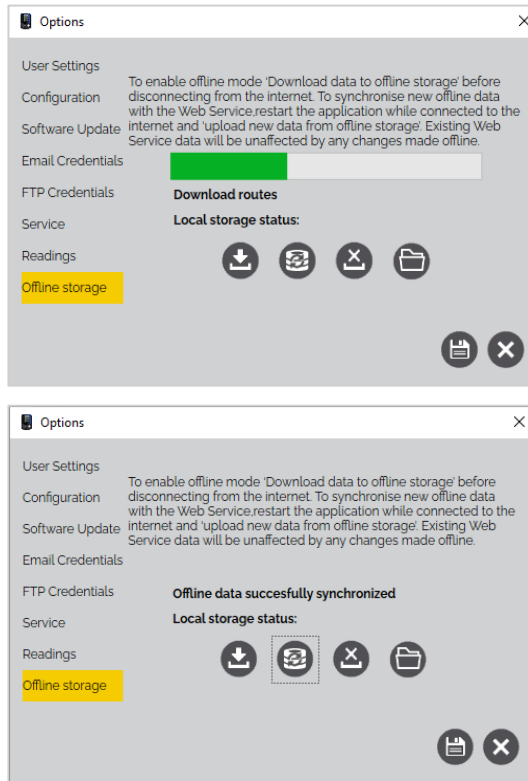 Options
User Settings
Configuration
Software Update
Email Credentials
FTP Credentials
Service
Readings
Offline storage
To enable offline mode 'Download data to offline storage' before
disconnecting from the internet. To synchronise new offline data
with the Web Service,restart the application while connected to the
internet and 'upload new data from offline storage'. Existing Web
Service data will be unaffected by any changes made offline.
Download routes
Local storage status:
Options
User Settings
Configuration
Software Update
Email Credentials
FTP Credentials
Service
Readings
Offline storage
To enable offline mode 'Download data to offline storage' before
disconnecting from the internet. To synchronise new offline data
with the Web Service,restart the application while connected to the
internet and 'upload new data from offline storage'. Existing Web
Service data will be unaffected by any changes made offline.
Offline data succesfully synchronized
Local storage status: